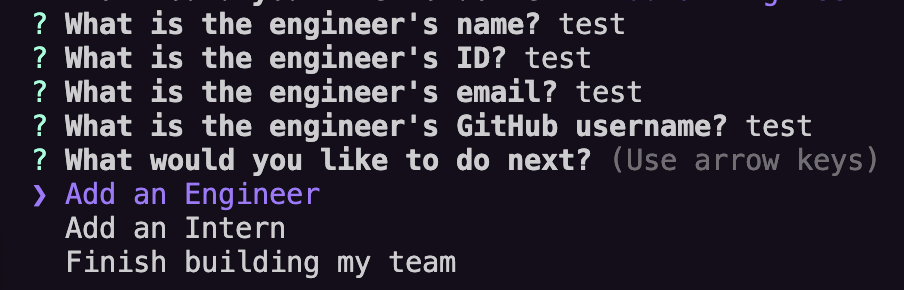 ? What is the engineer's name? test
? What is the engineer's ID? test
? What is the engineer's email? test
? What is the engineer's GitHub username? test
? What would you like to do next? (Use arrow keys)
❯ Add an Engineer
Add an Intern
Finish building my team